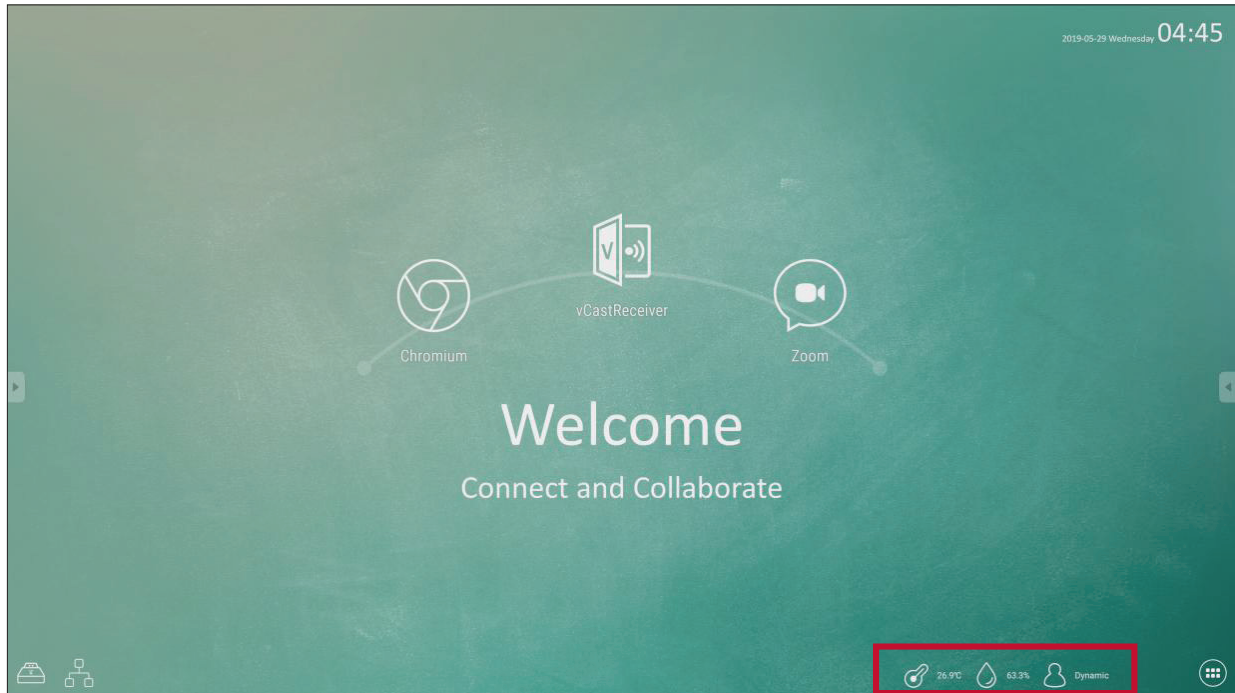 2019-05-29 Wednesday 04:45
V
vCastReceiver
Chromium
Zoom
Welcome
Connect and Collaborate
26.9℃ 63.3% Dynamic